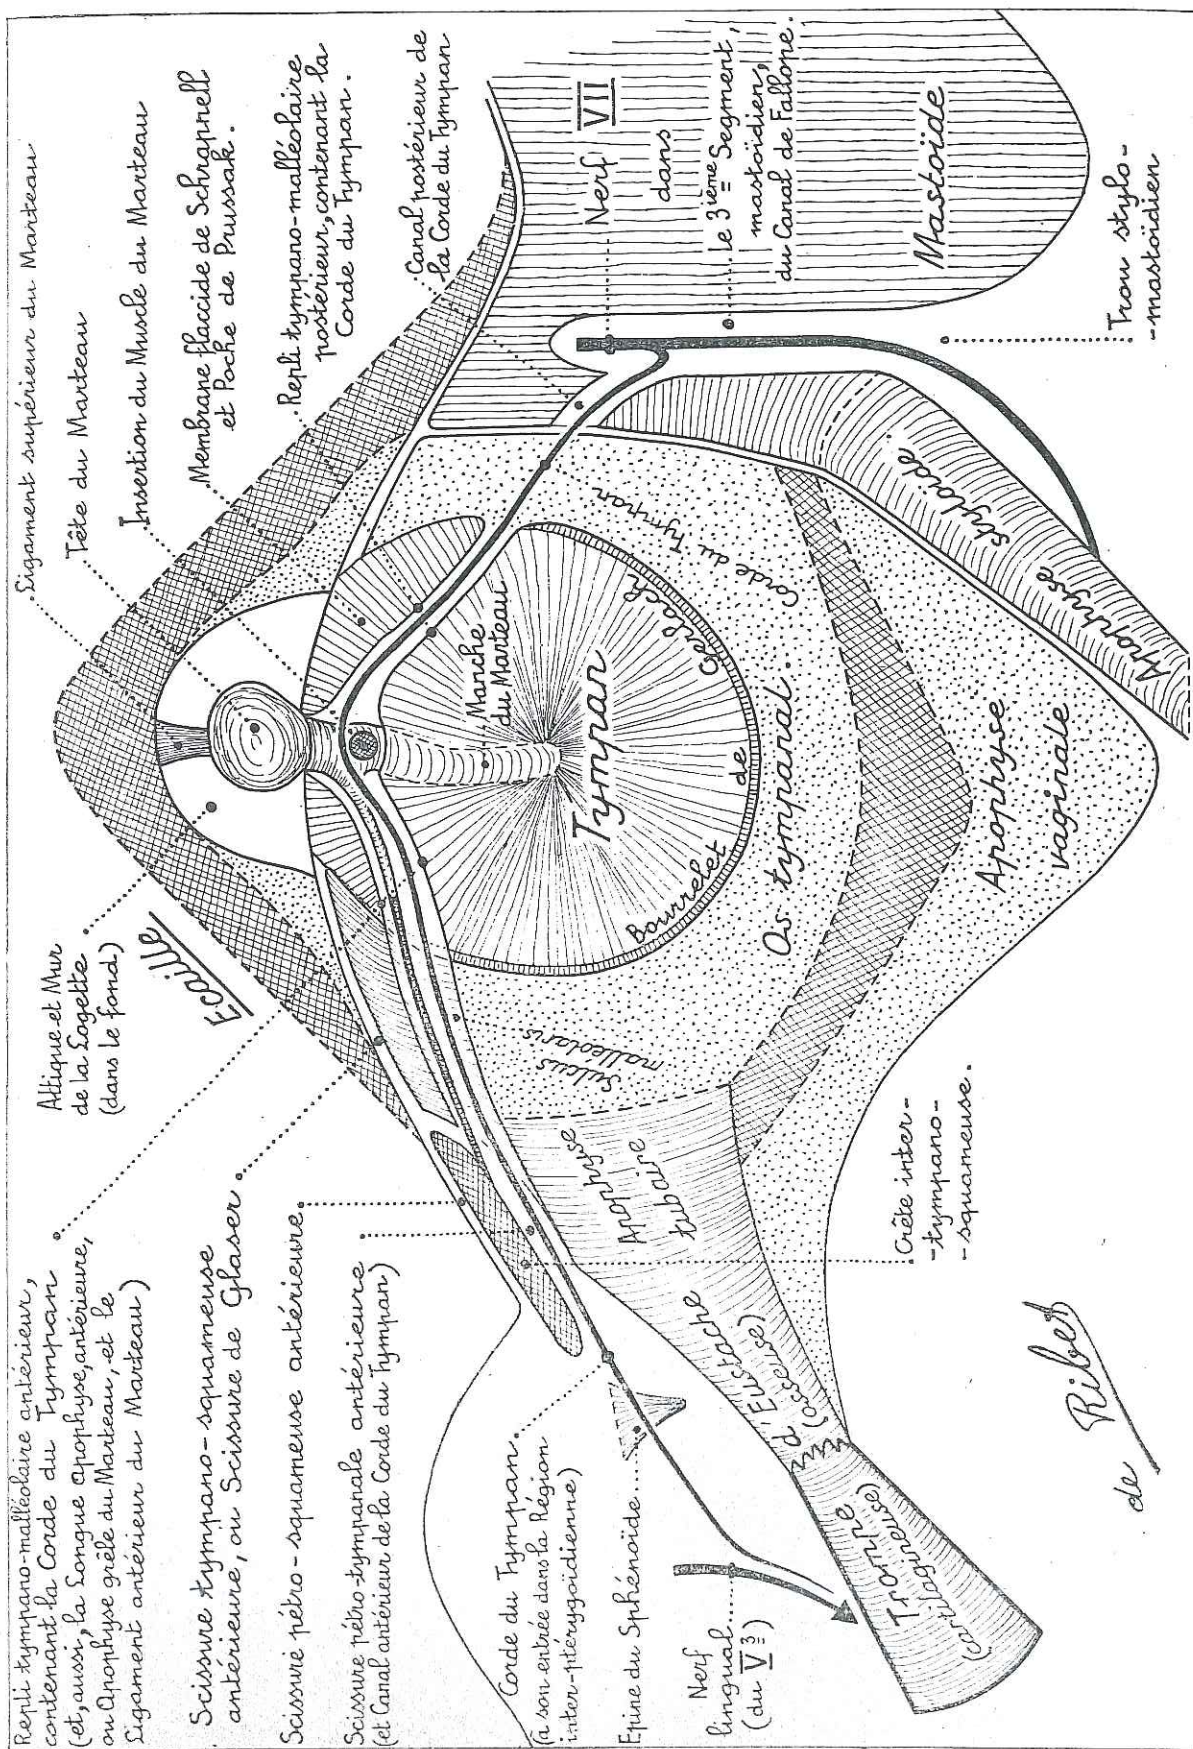 Ligament supérieur du Marteau
Tête du Marteau
Insertion du Muscle du Marteau
Membrane flaccide de Schrapnell
et Poche de Prussak.
Repli tympano-malléolaire
postérieur, contenant la
Corde du Tympan.
Canal postérieur de
la Corde du Tympan
Nerf VII
dans
le 3ième Segment,
mastoïdien,
du Canal de Fallope.
Mastoïde
Trou stylo-
-mastoïdien
Attique et Mur
de la Logette
(dans le fond)
Ecaille
Manche
du Marteau
Tympan
Bourrelet de Gerlach
Corde du Tympan
Os tympanal.
Apophyse styloïde
Apophyse
vaginale
Sulcus
malléolaris
Apophyse
tubaire
Repli tympano-malléolaire antérieur,
contenant la Corde du Tympan
(et, aussi, la Longue apophyse, antérieure,
ou Apophyse grêle du Marteau, et le
Ligament antérieur du Marteau)
Scissure tympano-squameuse
antérieure, ou Scissure de Glaser
Scissure pétro-squameuse antérieure
Scissure pétro-tympanale antérieure
(et Canal antérieur de la Corde du Tympan)
Corde du Tympan
(à son entrée dans la Région
inter-ptérygoïdienne)
Epine du Sphénoïde
Nerf
lingual
(du V3)
Crête inter-
-tympano-
-squameuse.
Trompe d'Eustache
(cartilagineuse) (osseuse)
de Ribet